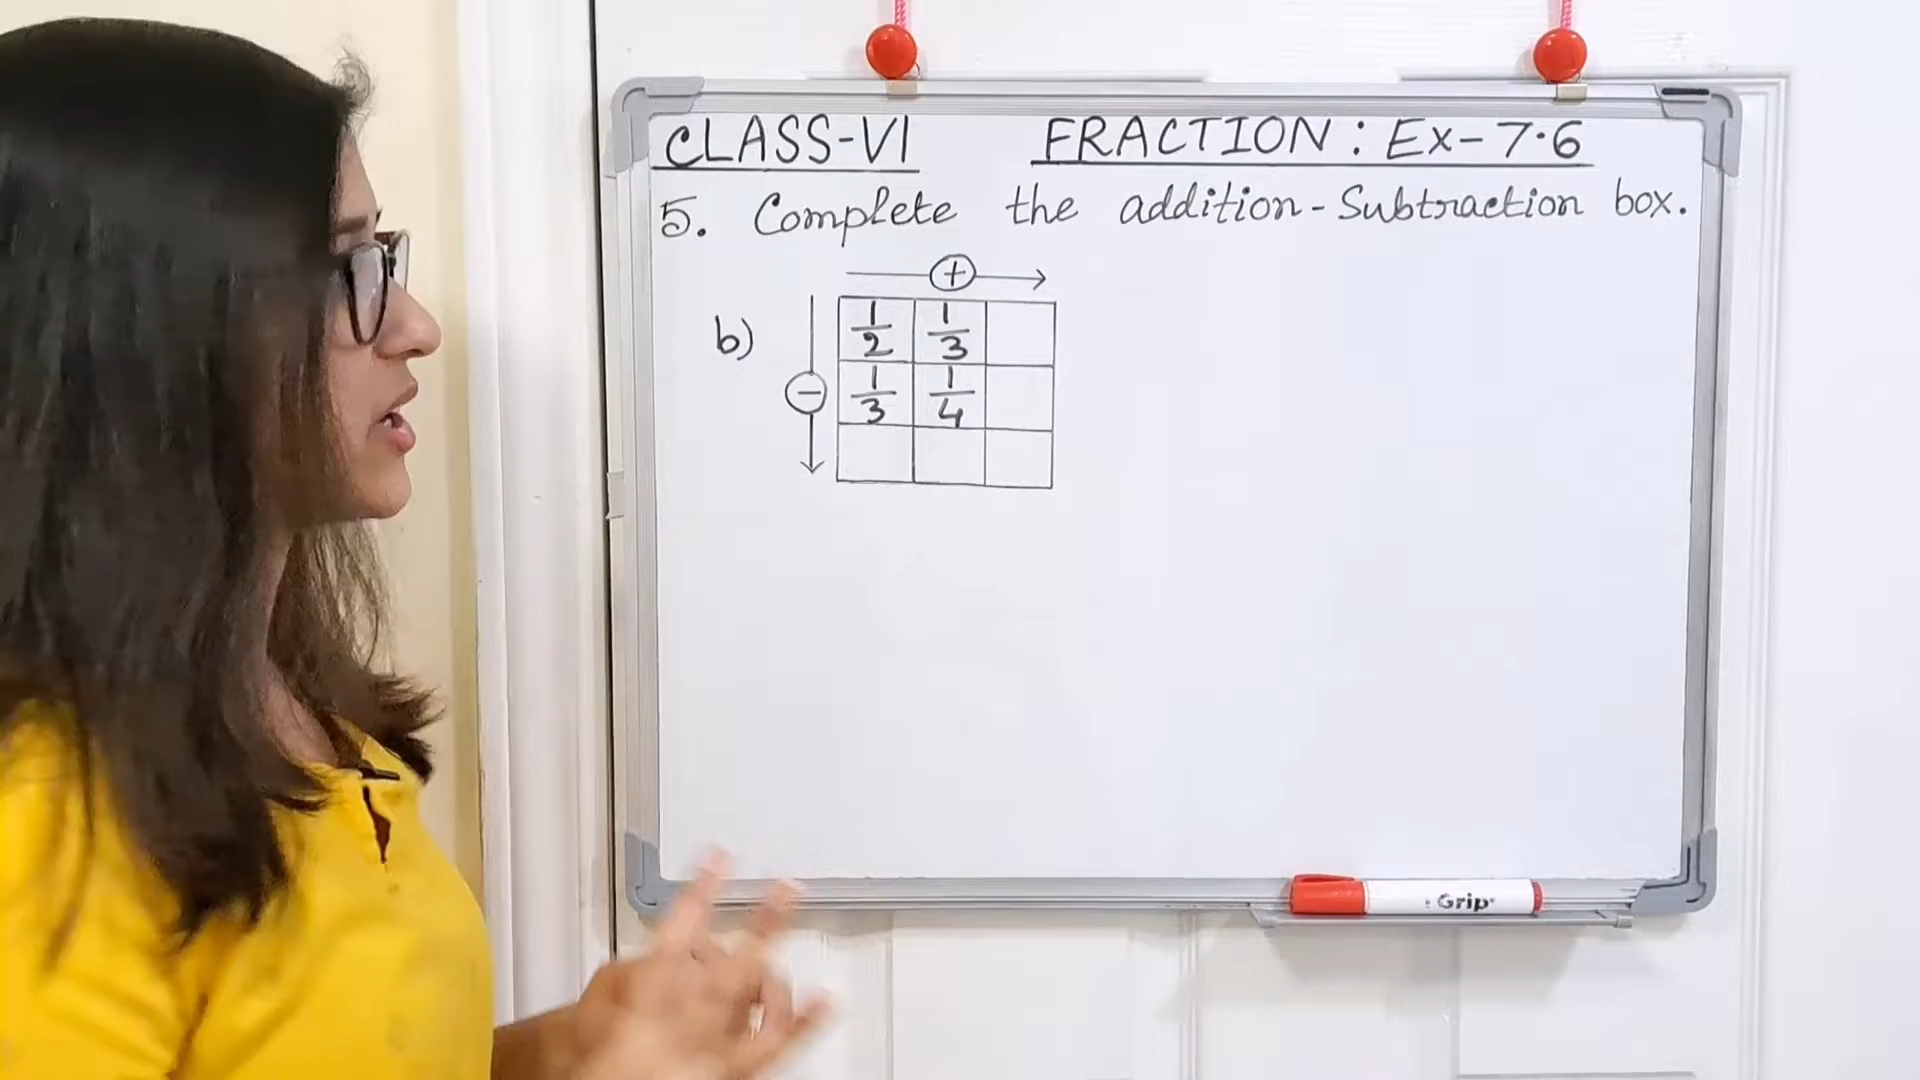 CLASS-VI FRACTION : Ex-7.6
5. Complete the addition-Subtraction box.
+
b) 1/2 1/3
- 1/3 1/4
Grip